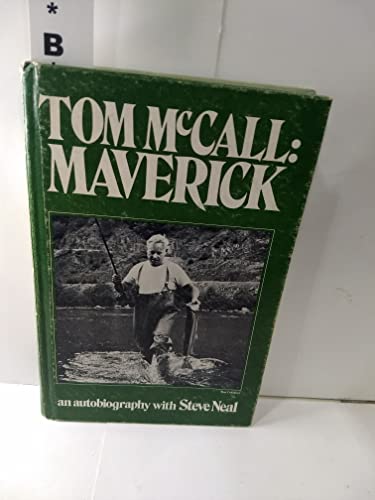 * B
TOM McCALL:
MAVERICK
an autobiography with Steve Neal